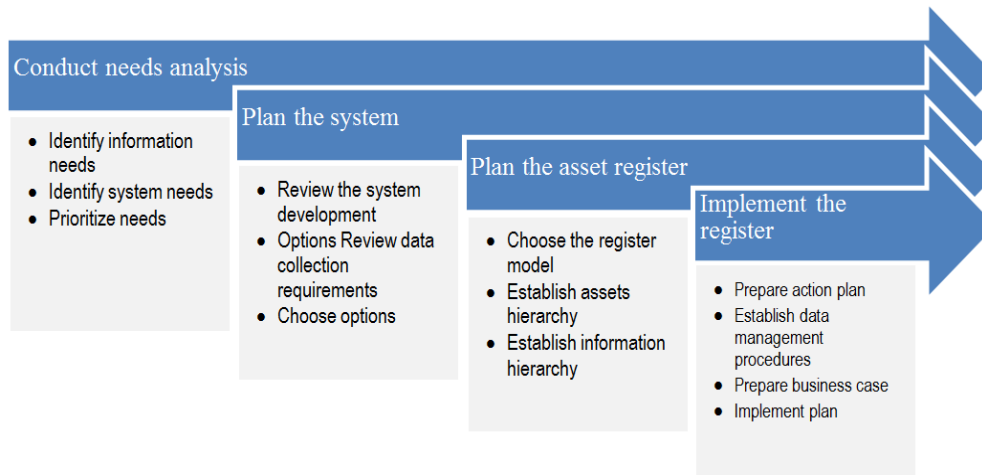 Conduct needs analysis
• Identify information
needs
• Identify system needs
• Prioritize needs
Plan the system
• Review the system
development
• Options Review data
collection
requirements
• Choose options
Plan the asset register
• Choose the register
model
• Establish assets
hierarchy
• Establish information
hierarchy
Implement the
register
• Prepare action plan
• Establish data
management
procedures
• Prepare business case
• Implement plan